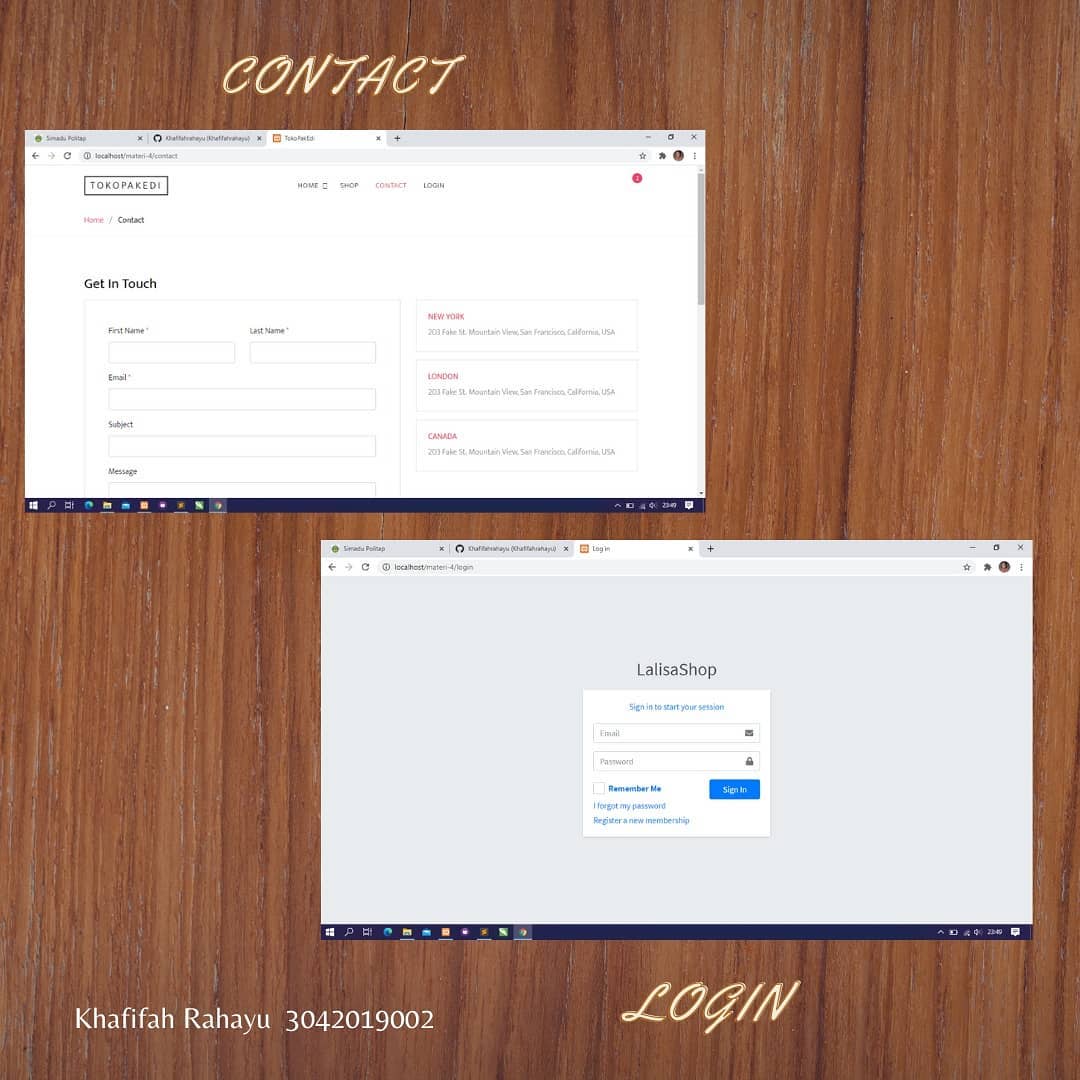 CONTACT
Simadu Politap
Khafifahrahayu (Khafifahrahayu)
TokoPakEdi
localhost/materi-4/contact
TOKOPAKEDI
HOME SHOP CONTACT LOGIN
2
Home / Contact
Get In Touch
First Name * Last Name *
Email *
Subject
Message
NEW YORK
203 Fake St. Mountain View, San Francisco, California, USA
LONDON
203 Fake St. Mountain View, San Francisco, California, USA
CANADA
203 Fake St. Mountain View, San Francisco, California, USA
23:49
Simadu Politap
Khafifahrahayu (Khafifahrahayu)
Log in
localhost/materi-4/login
LalisaShop
Sign in to start your session
Email
Password
Remember Me Sign In
I forgot my password
Register a new membership
23:49
LOGIN
Khafifah Rahayu 3042019002